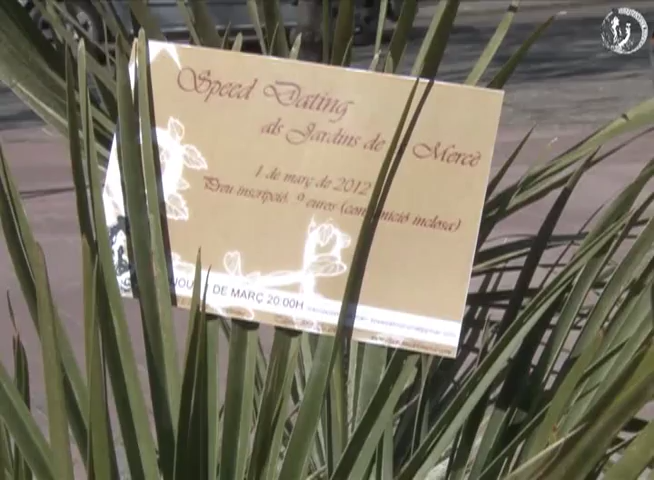 Speed Dating
als Jardins de Mercè
1 de març de 2012
Preu inscripció 9 euros inclosa)
DE MARÇ 20:00H